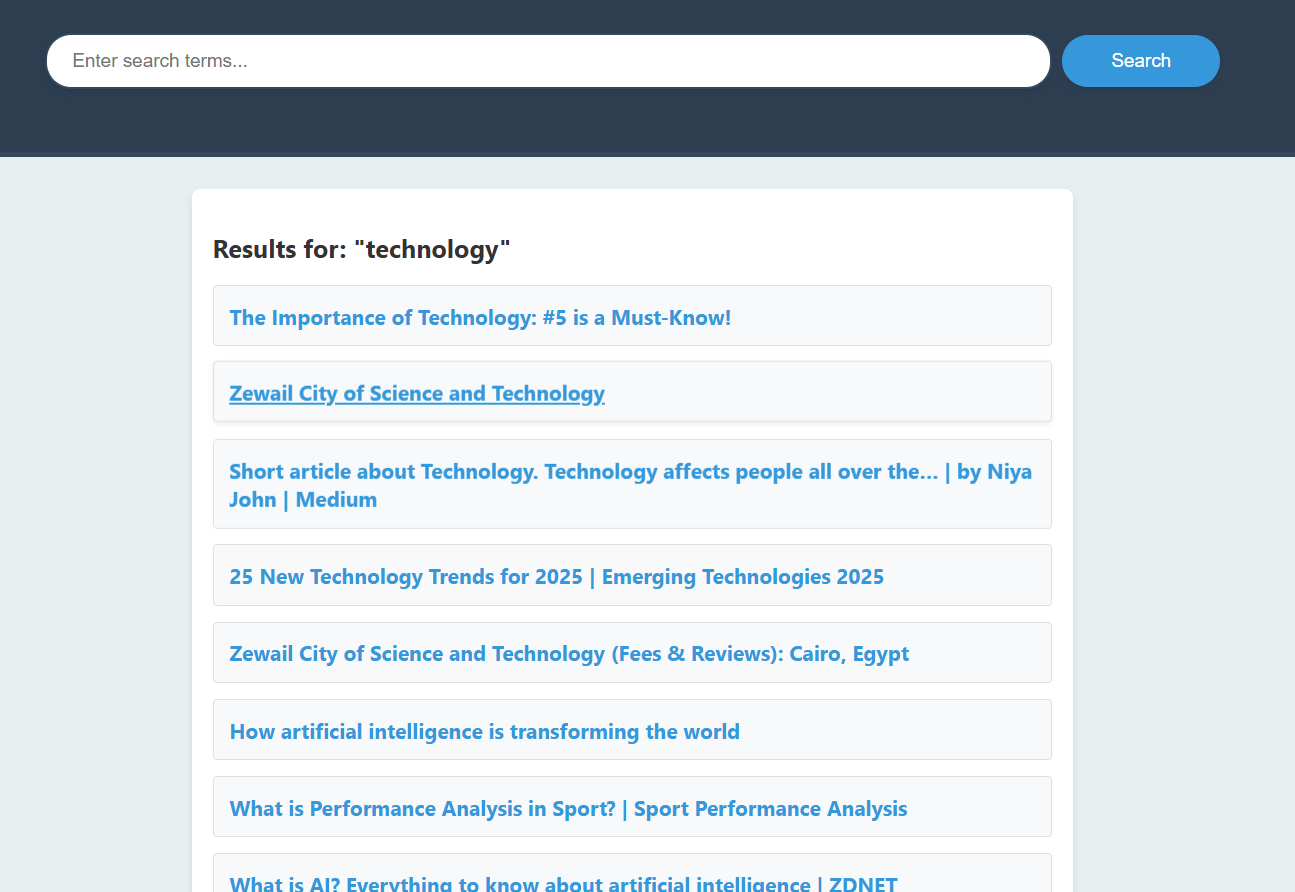 Enter search terms...
Search
Results for: "technology"
The Importance of Technology: #5 is a Must-Know!
Zewail City of Science and Technology
Short article about Technology. Technology affects people all over the… | by Niya
John | Medium
25 New Technology Trends for 2025 | Emerging Technologies 2025
Zewail City of Science and Technology (Fees & Reviews): Cairo, Egypt
How artificial intelligence is transforming the world
What is Performance Analysis in Sport? | Sport Performance Analysis
What is AI? Everything to know about artificial intelligence | ZDNET